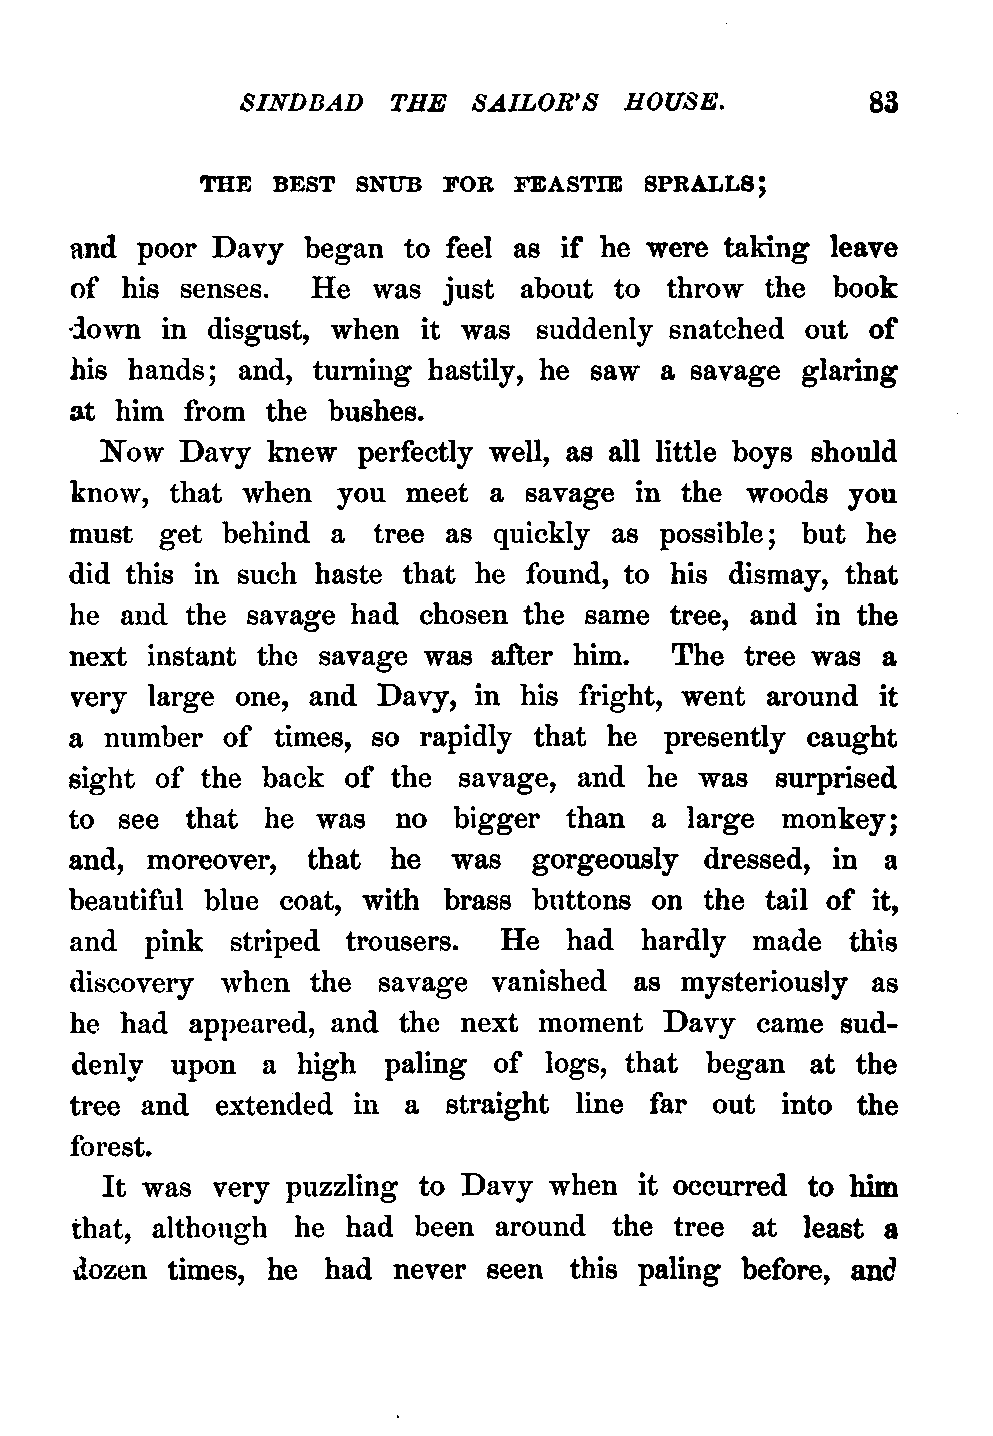 SINDBAD THE SAILOR'S HOUSE. 83
THE BEST SNUB FOR FEASTIE SPRALLS;
and poor Davy began to feel as if he were taking leave
of his senses. He was just about to throw the book
down in disgust, when it was suddenly snatched out of
his hands; and, turning hastily, he saw a savage glaring
at him from the bushes.
Now Davy knew perfectly well, as all little boys should
know, that when you meet a savage in the woods you
must get behind a tree as quickly as possible; but he
did this in such haste that he found, to his dismay, that
he and the savage had chosen the same tree, and in the
next instant the savage was after him. The tree was a
very large one, and Davy, in his fright, went around it
a number of times, so rapidly that he presently caught
sight of the back of the savage, and he was surprised
to see that he was no bigger than a large monkey;
and, moreover, that he was gorgeously dressed, in a
beautiful blue coat, with brass buttons on the tail of it,
and pink striped trousers. He had hardly made this
discovery when the savage vanished as mysteriously as
he had appeared, and the next moment Davy came sud-
denly upon a high paling of logs, that began at the
tree and extended in a straight line far out into the
forest.
It was very puzzling to Davy when it occurred to him
that, although he had been around the tree at least a
dozen times, he had never seen this paling before, and